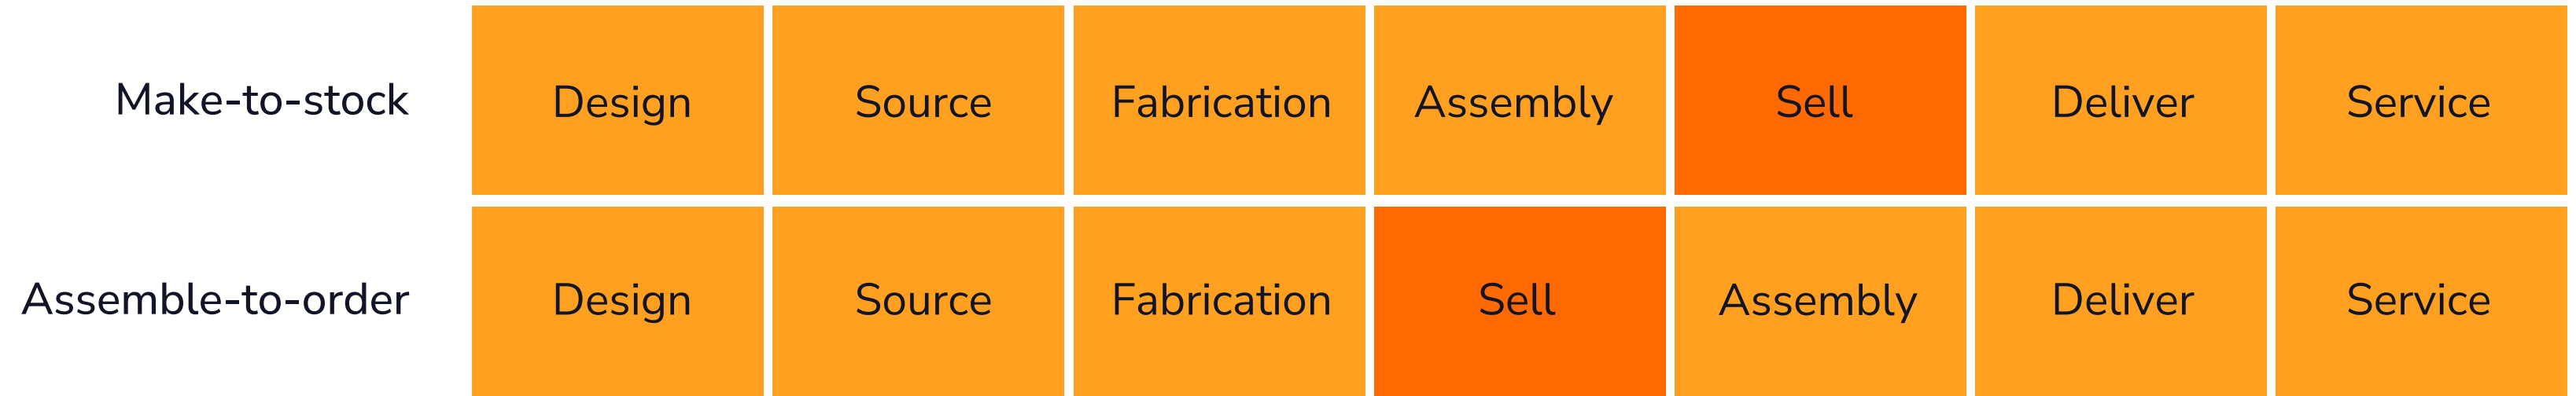 Make-to-stock Design Source Fabrication Assembly Sell Deliver Service
Assemble-to-order Design Source Fabrication Sell Assembly Deliver Service